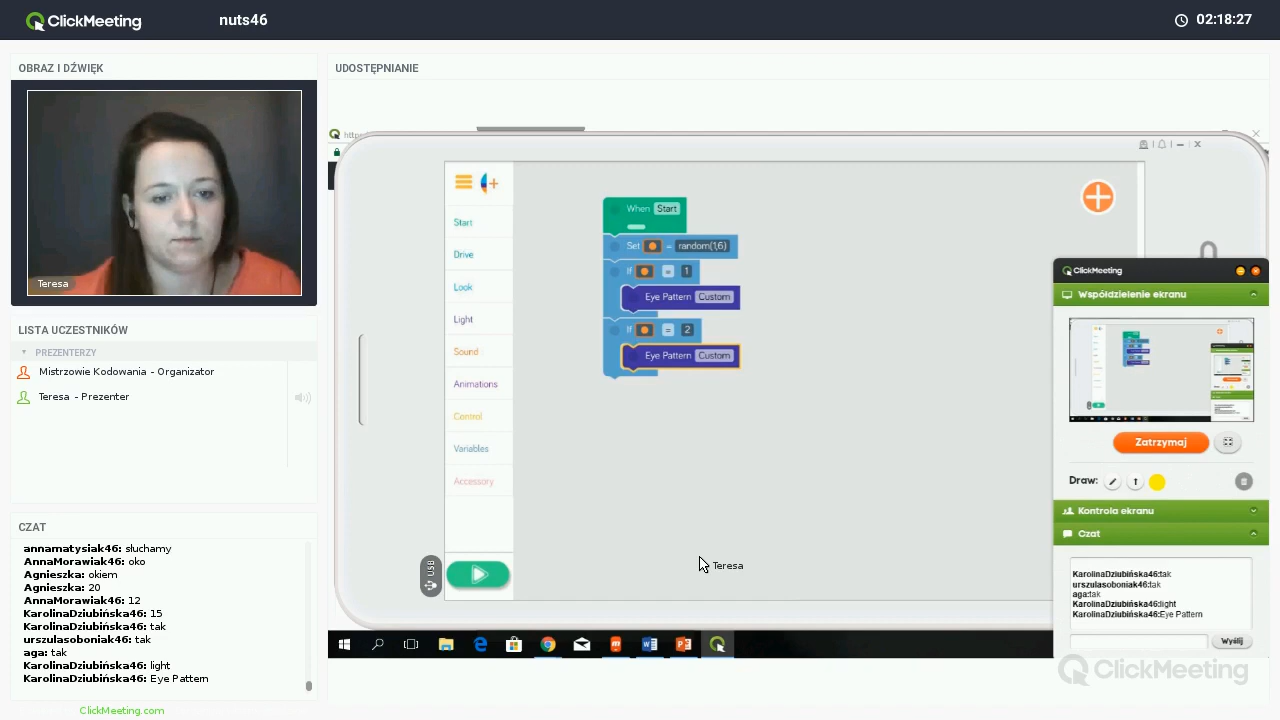 ClickMeeting
nuts46
02:18:27
OBRAZ I DŹWIĘK
Teresa
LISTA UCZESTNIKÓW
PREZENTERZY
Mistrzowie Kodowania - Organizator
Teresa - Prezenter
CZAT
annamatysiak46: słuchamy
AnnaMorawiak46: oko
Agnieszka: okiem
Agnieszka: 20
AnnaMorawiak46: 12
KarolinaDziubińska46: 15
KarolinaDziubińska46: tak
urszulasoboniak46: tak
aga: tak
KarolinaDziubińska46: light
KarolinaDziubińska46: Eye Pattern
ClickMeeting.com
UDOSTĘPNIANIE
Start
Drive
Look
Light
Sound
Animations
Control
Variables
Accessory
USB
When Start
Set = random(1,6)
If = 1
Eye Pattern Custom
If = 2
Eye Pattern Custom
Teresa
ClickMeeting
Współdzielenie ekranu
Zatrzymaj
Draw:
Kontrola ekranu
Czat
KarolinaDziubińska46:tak
urszulasoboniak46:tak
aga:tak
KarolinaDziubińska46:light
KarolinaDziubińska46:Eye Pattern
Wyślij
ClickMeeting